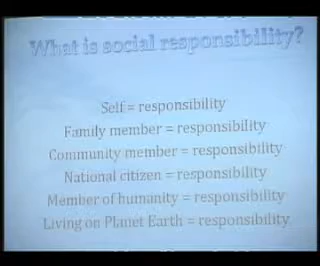 What is social responsibility?
Self = responsibility
Family member = responsibility
Community member = responsibility
National citizen = responsibility
Member of humanity = responsibility
Living on Planet Earth = responsibility